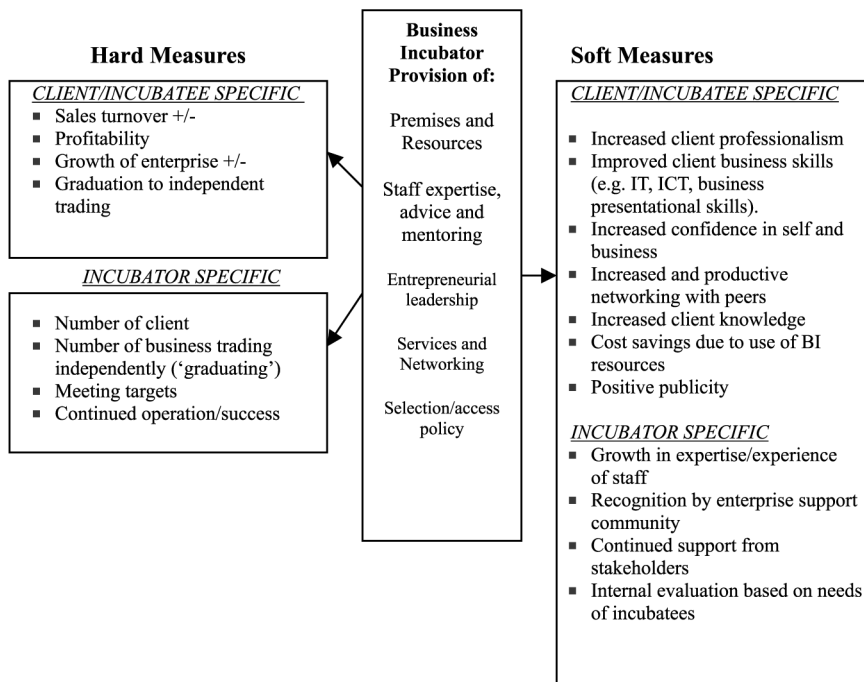 Hard Measures
CLIENT/INCUBATEE SPECIFIC
▪ Sales turnover +/-
▪ Profitability
▪ Growth of enterprise +/-
▪ Graduation to independent
trading
INCUBATOR SPECIFIC
▪ Number of client
▪ Number of business trading
independently (‘graduating’)
▪ Meeting targets
▪ Continued operation/success
Business
Incubator
Provision of:
Premises and
Resources
Staff expertise,
advice and
mentoring
Entrepreneurial
leadership
Services and
Networking
Selection/access
policy
Soft Measures
CLIENT/INCUBATEE SPECIFIC
▪ Increased client professionalism
▪ Improved client business skills
(e.g. IT, ICT, business
presentational skills).
▪ Increased confidence in self and
business
▪ Increased and productive
networking with peers
▪ Increased client knowledge
▪ Cost savings due to use of BI
resources
▪ Positive publicity
INCUBATOR SPECIFIC
▪ Growth in expertise/experience
of staff
▪ Recognition by enterprise support
community
▪ Continued support from
stakeholders
▪ Internal evaluation based on needs
of incubatees